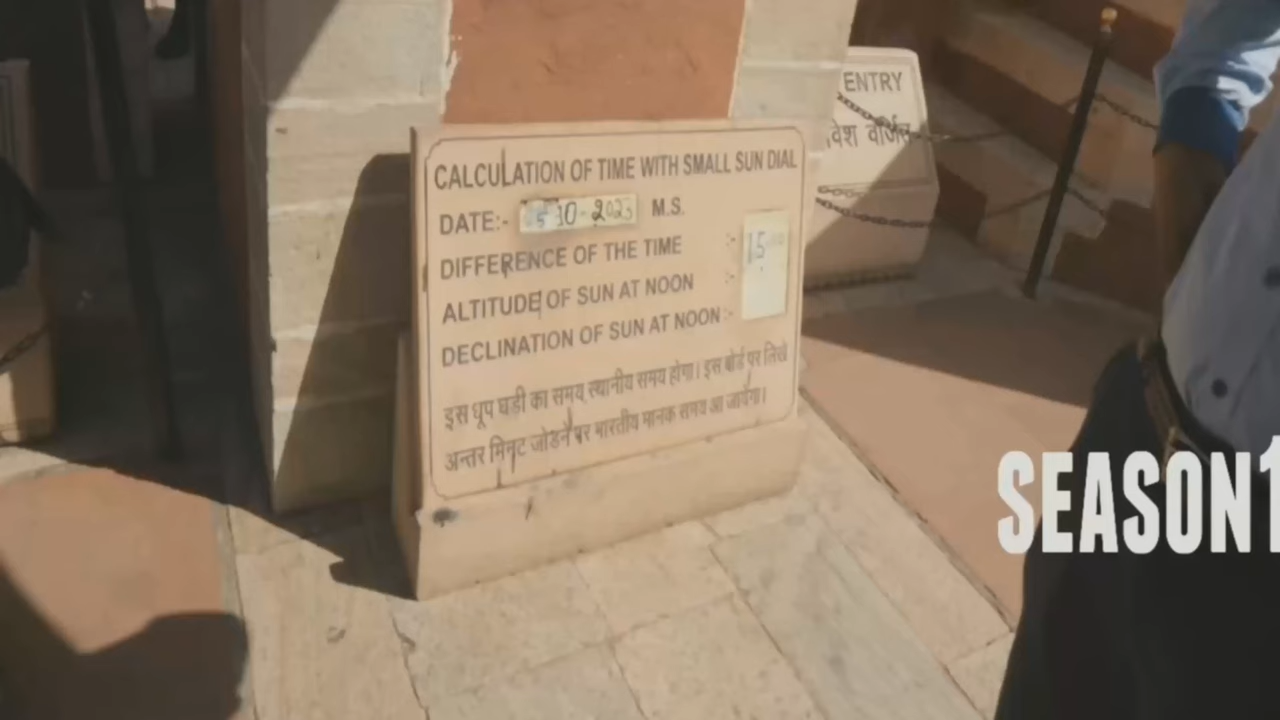 CALCULATION OF TIME WITH SMALL SUN DIAL
DATE:- 5-10-2023 M.S.
DIFFERENCE OF THE TIME :- 15
ALTITUDE OF SUN AT NOON :-
DECLINATION OF SUN AT NOON :-
इस धूप घडी का समय स्थानीय समय होगा। इस बोर्ड पर लिखे
अन्तर मिनट जोडने पर भारतीय मानक समय आ जायेगा।
ENTRY
वेश वर्जित
SEASON1